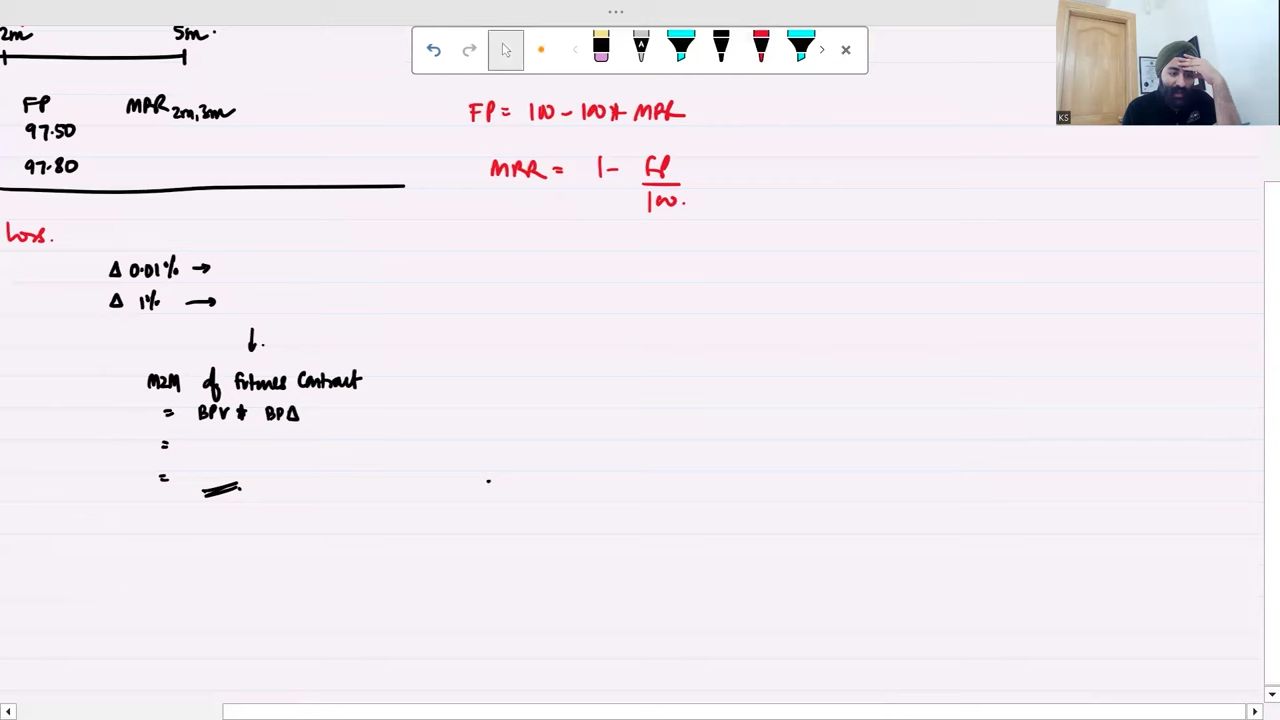 2m 5m.
FP MRR2m,3m
97.50
97.80
FP = 100 - 100* MRR
MRR = 1 - FP
100.
Loss.
Δ 0.01% →
Δ 1% →
↓.
M2M of Futures Contract
= BPV * BPΔ
=
=
KS